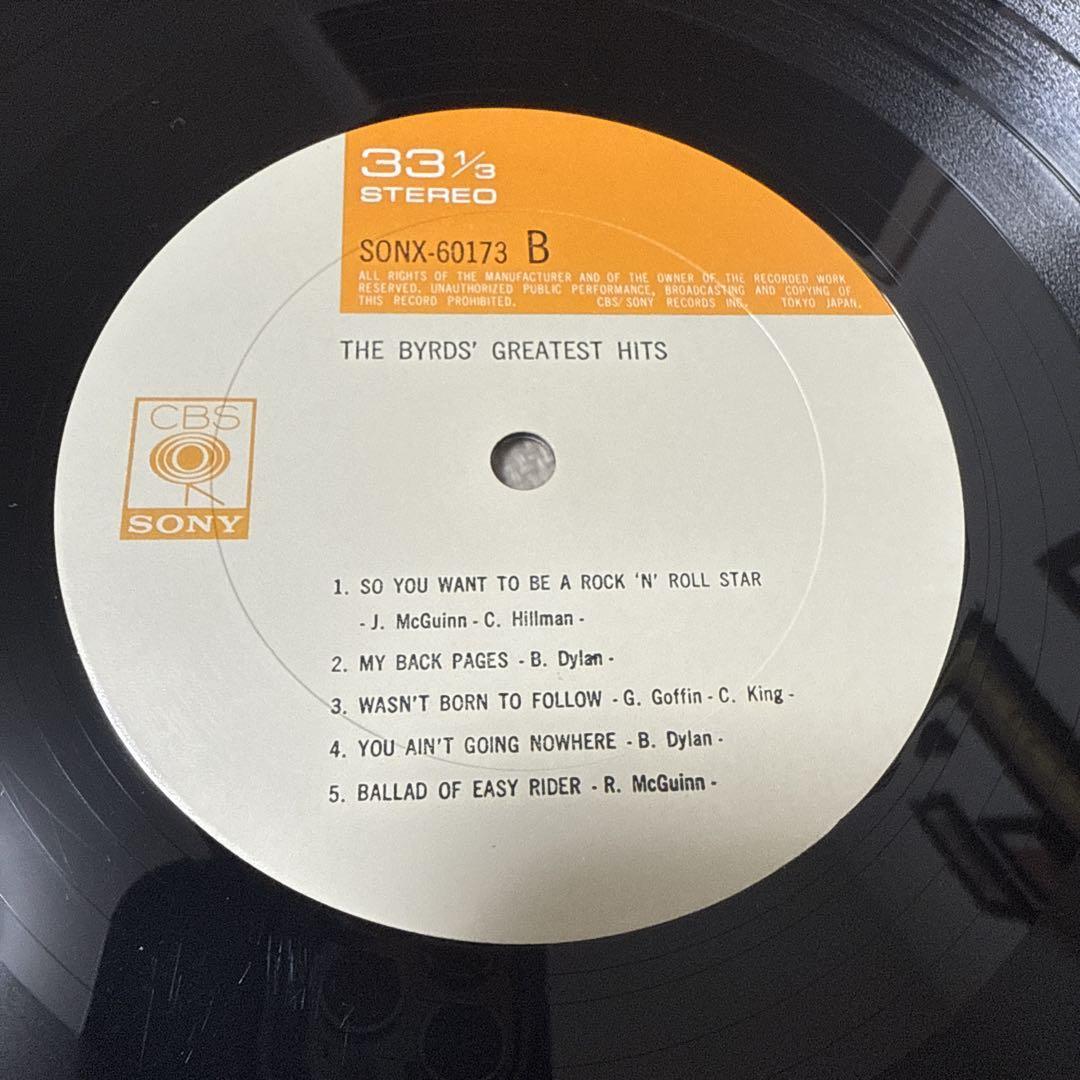 33 1/3
STEREO
SONX-60173 B
ALL RIGHTS OF THE MANUFACTURER AND OF THE OWNER OF THE RECORDED WORK
RESERVED. UNAUTHORIZED PUBLIC PERFORMANCE, BROADCASTING AND COPYING OF
THIS RECORD PROHIBITED. CBS/SONY RECORDS INC. TOKYO JAPAN.
THE BYRDS' GREATEST HITS
CBS
SONY
1. SO YOU WANT TO BE A ROCK 'N' ROLL STAR
- J. McGuinn - C. Hillman -
2. MY BACK PAGES - B. Dylan -
3. WASN'T BORN TO FOLLOW - G. Goffin - C. King -
4. YOU AIN'T GOING NOWHERE - B. Dylan -
5. BALLAD OF EASY RIDER - R. McGuinn -